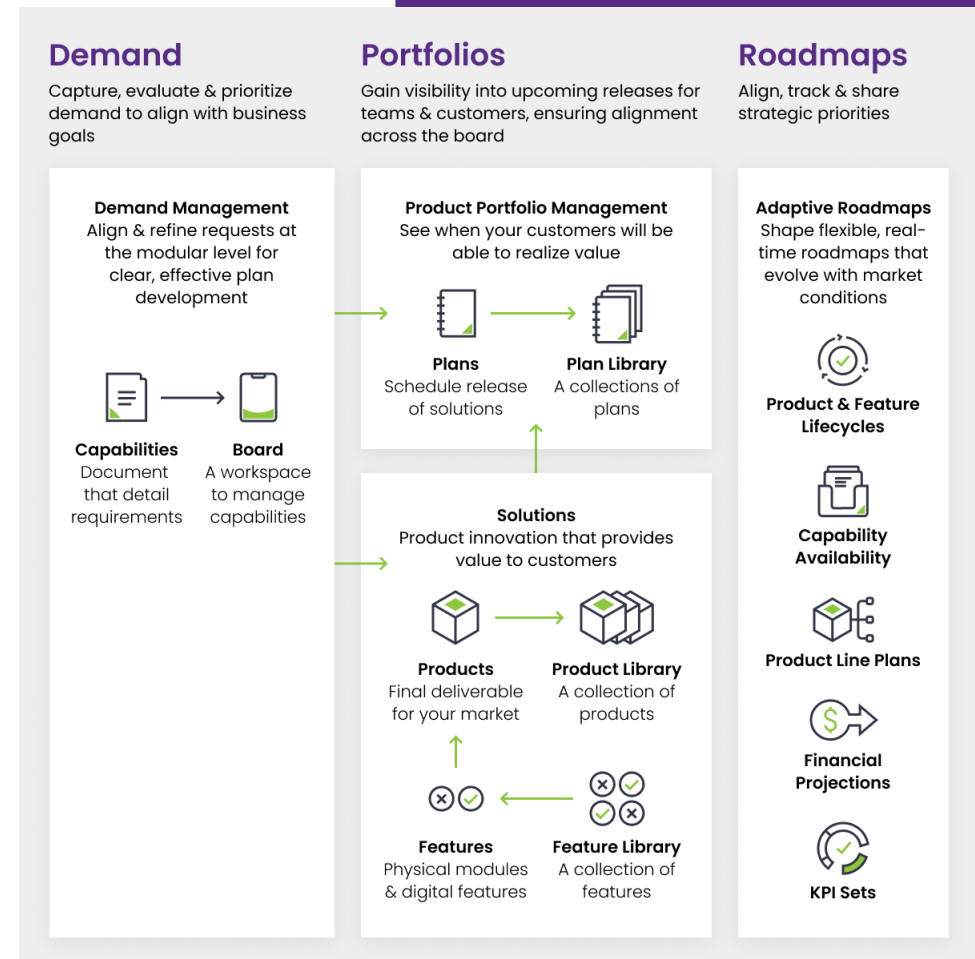 Demand
Capture, evaluate & prioritize
demand to align with business
goals
Demand Management
Align & refine requests at
the modular level for
clear, effective plan
development
Capabilities
Document
that detail
requirements
Board
A workspace
to manage
capabilities
Portfolios
Gain visibility into upcoming releases for
teams & customers, ensuring alignment
across the board
Product Portfolio Management
See when your customers will be
able to realize value
Plans
Schedule release
of solutions
Plan Library
A collections of
plans
Solutions
Product innovation that provides
value to customers
Products
Final deliverable
for your market
Product Library
A collection of
products
Features
Physical modules
& digital features
Feature Library
A collection of
features
Roadmaps
Align, track & share
strategic priorities
Adaptive Roadmaps
Shape flexible, real-
time roadmaps that
evolve with market
conditions
Product & Feature
Lifecycles
Capability
Availability
Product Line Plans
$
Financial
Projections
KPI Sets